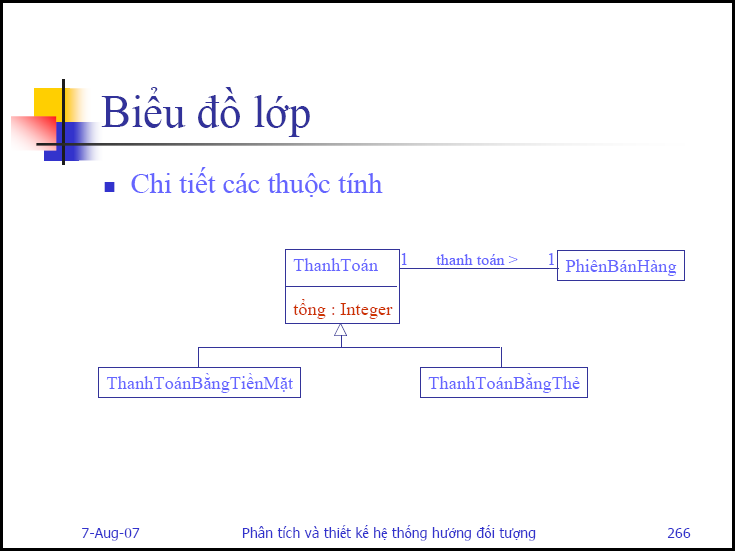 Biểu đồ lớp
Chi tiết các thuộc tính
ThanhToán
1 thanh toán > 1
PhiênBánHàng
tổng : Integer
ThanhToánBằngTiềnMặt
ThanhToánBằngThẻ
7-Aug-07 Phân tích và thiết kế hệ thống hướng đối tượng 266